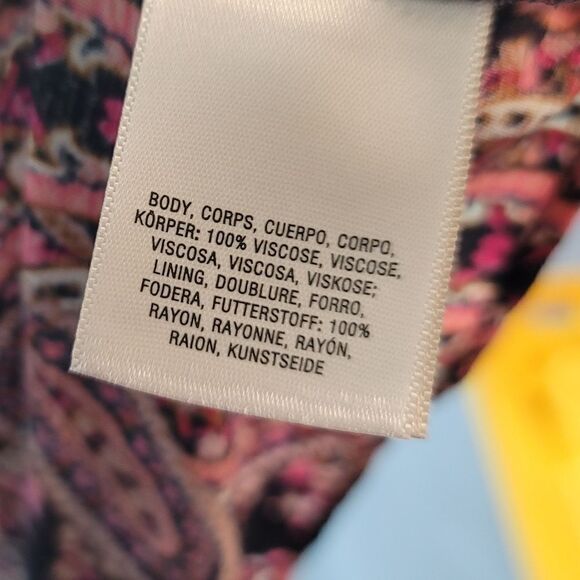 BODY, CORPS, CUERPO, CORPO,
KÖRPER: 100% VISCOSE, VISCOSE,
VISCOSA, VISCOSA, VISKOSE;
LINING, DOUBLURE, FORRO,
FODERA, FUTTERSTOFF: 100%
RAYON, RAYONNE, RAYÓN,
RAION, KUNSTSEIDE